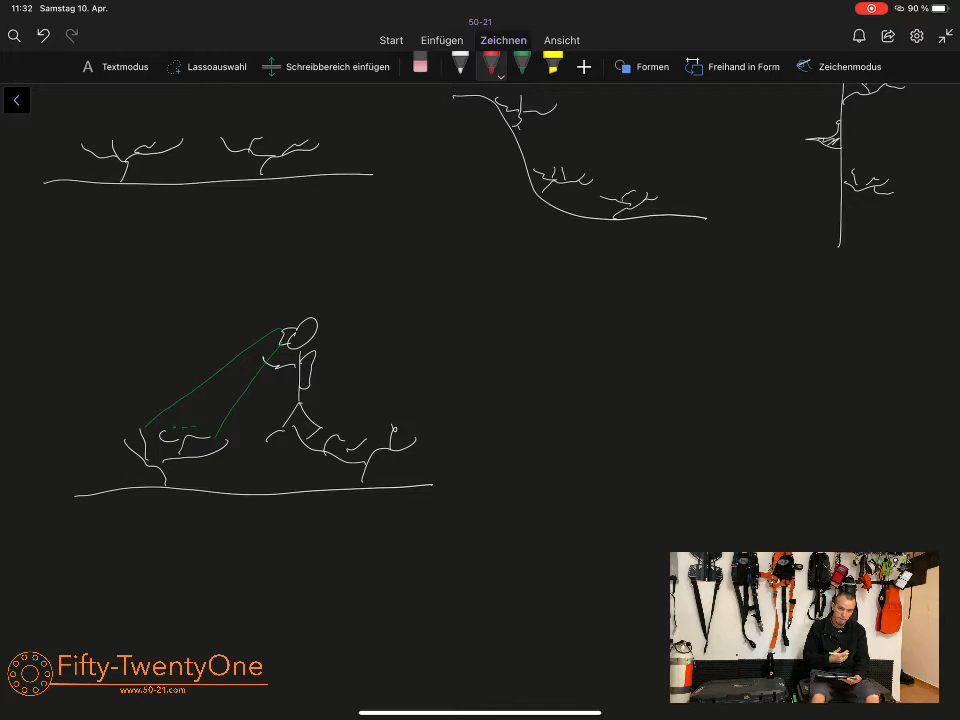 11:32 Samstag 10. Apr.
90 %
50-21
Start Einfügen Zeichnen Ansicht
Textmodus Lassoauswahl Schreibbereich einfügen Formen Freihand in Form Zeichenmodus
Fifty-TwentyOne
www.50-21.com